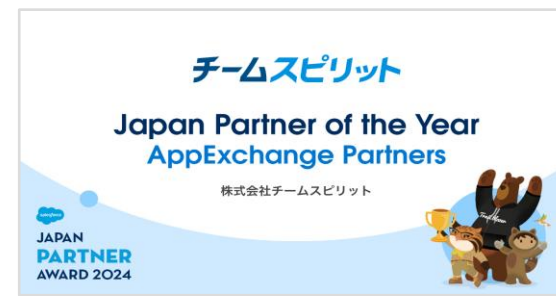 チームスピリット
Japan Partner of the Year
AppExchange Partners
株式会社チームスピリット
salesforce
JAPAN
PARTNER
AWARD 2024